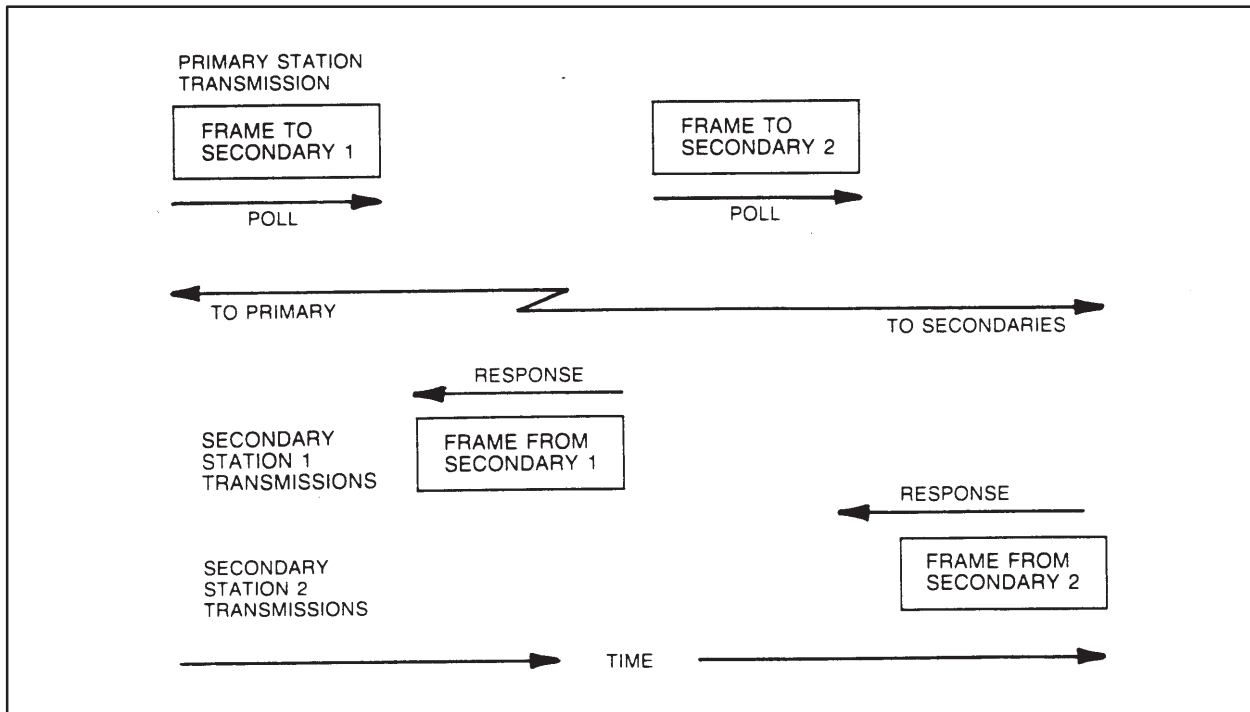 PRIMARY STATION
TRANSMISSION
FRAME TO
SECONDARY 1
FRAME TO
SECONDARY 2
POLL
POLL
TO PRIMARY
TO SECONDARIES
RESPONSE
SECONDARY
STATION 1
TRANSMISSIONS
FRAME FROM
SECONDARY 1
RESPONSE
SECONDARY
STATION 2
TRANSMISSIONS
FRAME FROM
SECONDARY 2
TIME